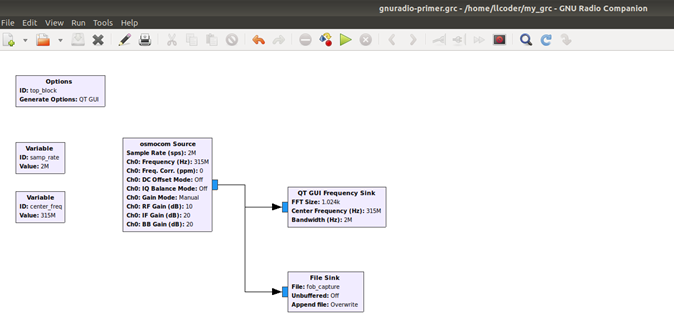 gnuradio-primer.grc - /home/llcoder/my_grc - GNU Radio Companion
File Edit View Run Tools Help
Options
ID: top_block
Generate Options: QT GUI
Variable
ID: samp_rate
Value: 2M
Variable
ID: center_freq
Value: 315M
osmocom Source
Sample Rate (sps): 2M
Ch0: Frequency (Hz): 315M
Ch0: Freq. Corr. (ppm): 0
Ch0: DC Offset Mode: Off
Ch0: IQ Balance Mode: Off
Ch0: Gain Mode: Manual
Ch0: RF Gain (dB): 10
Ch0: IF Gain (dB): 20
Ch0: BB Gain (dB): 20
QT GUI Frequency Sink
FFT Size: 1.024k
Center Frequency (Hz): 315M
Bandwidth (Hz): 2M
File Sink
File: fob_capture
Unbuffered: Off
Append file: Overwrite